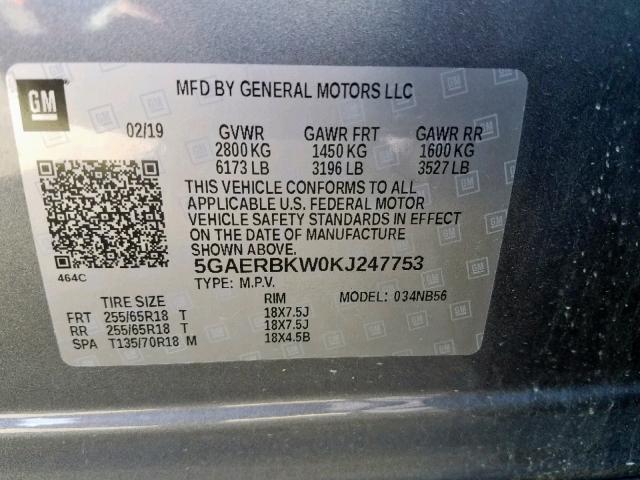 GM
MFD BY GENERAL MOTORS LLC
02/19 GVWR GAWR FRT GAWR RR
2800 KG 1450 KG 1600 KG
6173 LB 3196 LB 3527 LB
THIS VEHICLE CONFORMS TO ALL
APPLICABLE U.S. FEDERAL MOTOR
VEHICLE SAFETY STANDARDS IN EFFECT
ON THE DATE OF MANUFACTURE
SHOWN ABOVE.
464C 5GAERBKW0KJ247753
TYPE: M.P.V. MODEL: 034NB56
TIRE SIZE RIM
FRT 255/65R18 T 18X7.5J
RR 255/65R18 T 18X7.5J
SPA T135/70R18 M 18X4.5B